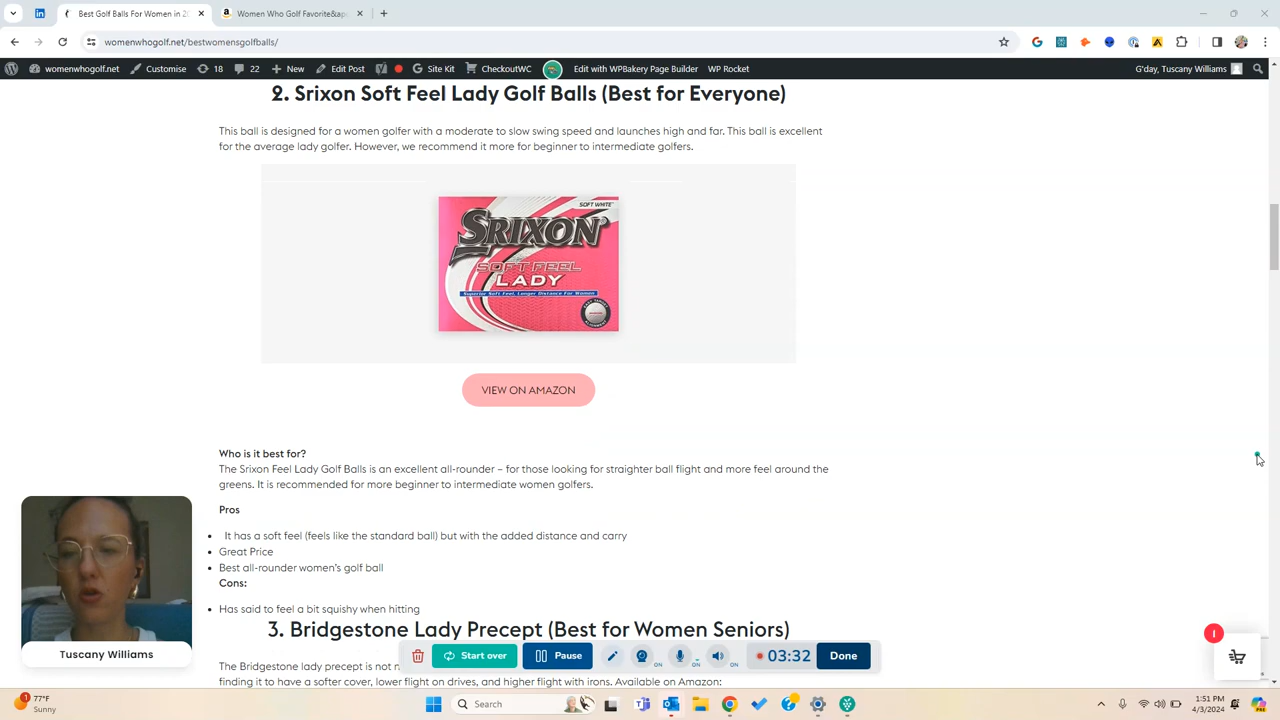 Best Golf Balls For Women in 20
Women Who Golf Favorite&ap
womenwhogolf.net/bestwomensgolfballs/
womenwhogolf.net
Customise
18
22
New
Edit Post
Site Kit
CheckoutWC
Edit with WPBakery Page Builder
WP Rocket
G'day, Tuscany Williams
2. Srixon Soft Feel Lady Golf Balls (Best for Everyone)
This ball is designed for a women golfer with a moderate to slow swing speed and launches high and far. This ball is excellent
for the average lady golfer. However, we recommend it more for beginner to intermediate golfers.
SOFT WHITE
SRIXON
SOFT FEEL
LADY
Superior Soft Feel, Longer Distance For Women
VIEW ON AMAZON
Who is it best for?
The Srixon Feel Lady Golf Balls is an excellent all-rounder – for those looking for straighter ball flight and more feel around the
greens. It is recommended for more beginner to intermediate women golfers.
Pros
It has a soft feel (feels like the standard ball) but with the added distance and carry
Great Price
Best all-rounder women's golf ball
Cons:
Has said to feel a bit squishy when hitting
3. Bridgestone Lady Precept (Best for Women Seniors)
The Bridgestone lady precept is not
finding it to have a softer cover, lower flight on drives, and higher flight with irons. Available on Amazon:
Tuscany Williams
Start over
Pause
ON
ON
ON
03:32
Done
1
1
77°F
Sunny
Search
1:51 PM
4/3/2024